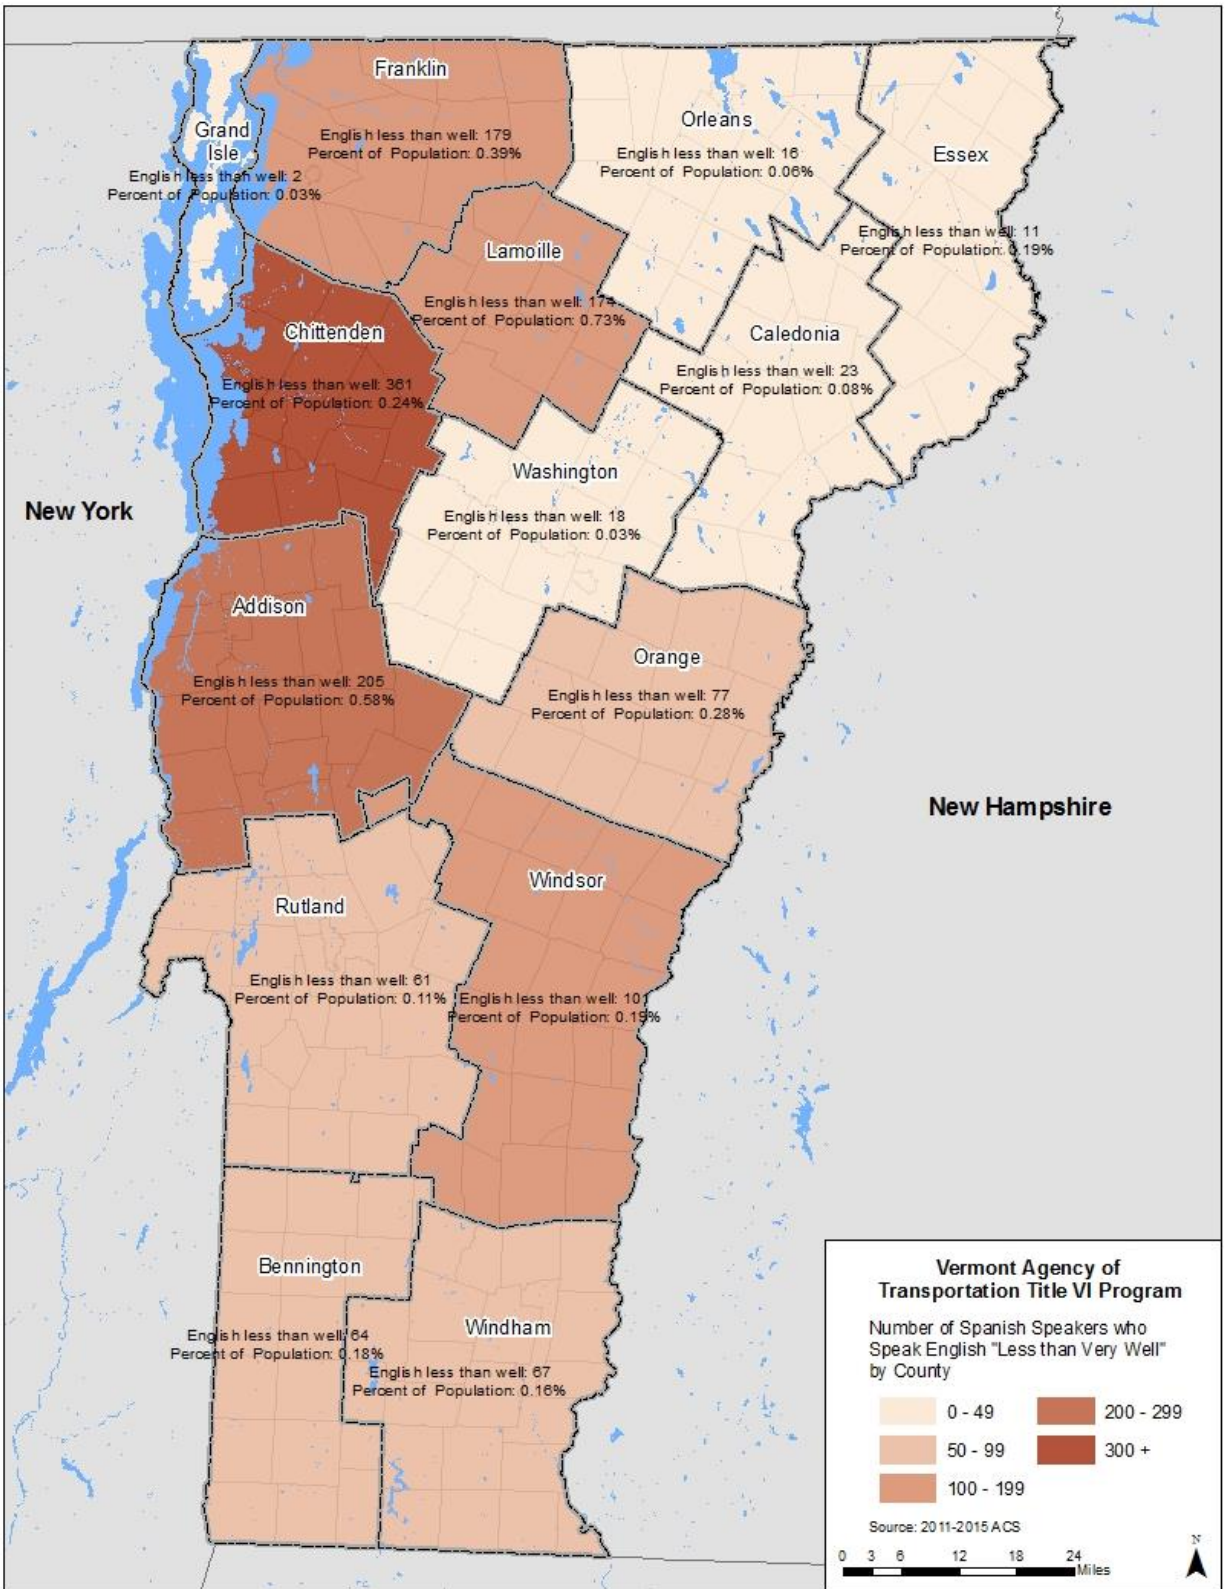 Franklin
English less than well: 179
Percent of Population: 0.39%
Grand
Isle
English less than well: 2
Percent of Population: 0.03%
Orleans
English less than well: 16
Percent of Population: 0.06%
Essex
English less than well: 11
Percent of Population: 0.19%
Lamoille
English less than well: 174
Percent of Population: 0.73%
Chittenden
English less than well: 361
Percent of Population: 0.24%
Caledonia
English less than well: 23
Percent of Population: 0.08%
Washington
English less than well: 18
Percent of Population: 0.03%
New York
Addison
English less than well: 205
Percent of Population: 0.58%
Orange
English less than well: 77
Percent of Population: 0.28%
New Hampshire
Windsor
English less than well:
Percent of Population: 0.19%
Rutland
English less than well: 61
Percent of Population: 0.11%
Bennington
English less than well: 64
Percent of Population: 0.18%
Windham
English less than well: 67
Percent of Population: 0.16%
Vermont Agency of
Transportation Title VI Program
Number of Spanish Speakers who
Speak English "Less than Very Well"
by County
0 - 49
50 - 99
100 - 199
200 - 299
300 +
Source: 2011-2015 ACS
N
0 3 6 12 18 24
Miles